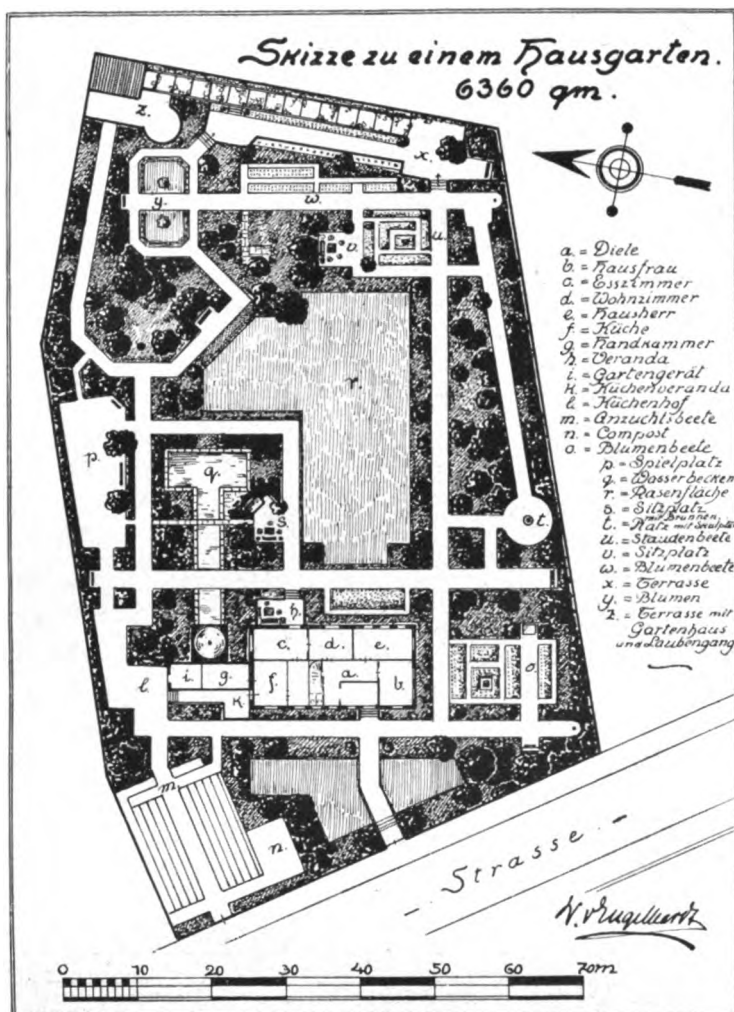 Skizze zu einem Hausgarten.
6360 qm.
a. = Diele
b. = Hausfrau
c. = Esszimmer
d. = Wohnzimmer
e. = Hausherr
f. = Küche
g. = Handkammer
h. = Veranda
i. = Gartengerät
k. = Küchenveranda
l. = Küchenhof
m. = Anzuchtsbeete
n. = Compost
o. = Blumenbeete
p. = Spielplatz
q. = Wasserbecken
r. = Rasenfläche
s. = Sitzplatz
mit Brunnen,
t. = Platz mit
u. = Staudenbeete
v. = Sitzplatz
w. = Blumenbeete
x. = Terrasse
y. = Blumen
z. = Terrasse mit
Gartenhaus
und Laubengang
z.
x.
y.
w.
v.
u.
r.
p.
q.
s.
t.
h.
c. d. e.
i. g. f. a. b.
l.
k.
o.
m.
n.
- Strasse -
W. v Engelhardt
0 10 20 30 40 50 60 70m